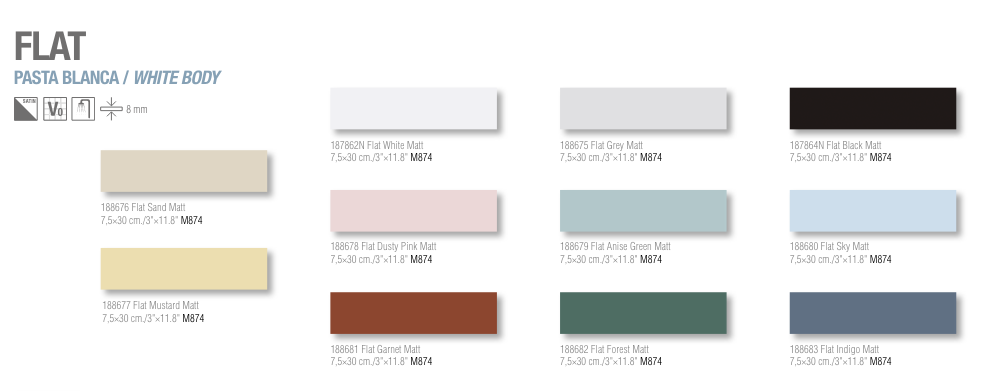 FLAT
PASTA BLANCA / WHITE BODY
SATIN
V0
8 mm
188676 Flat Sand Matt
7,5×30 cm./3"×11.8" M874
188677 Flat Mustard Matt
7,5×30 cm./3"×11.8" M874
187862N Flat White Matt
7,5×30 cm./3"×11.8" M874
188675 Flat Grey Matt
7,5×30 cm./3"×11.8" M874
187864N Flat Black Matt
7,5×30 cm./3"×11.8" M874
188678 Flat Dusty Pink Matt
7,5×30 cm./3"×11.8" M874
188679 Flat Anise Green Matt
7,5×30 cm./3"×11.8" M874
188680 Flat Sky Matt
7,5×30 cm./3"×11.8" M874
188681 Flat Garnet Matt
7,5×30 cm./3"×11.8" M874
188682 Flat Forest Matt
7,5×30 cm./3"×11.8" M874
188683 Flat Indigo Matt
7,5×30 cm./3"×11.8" M874